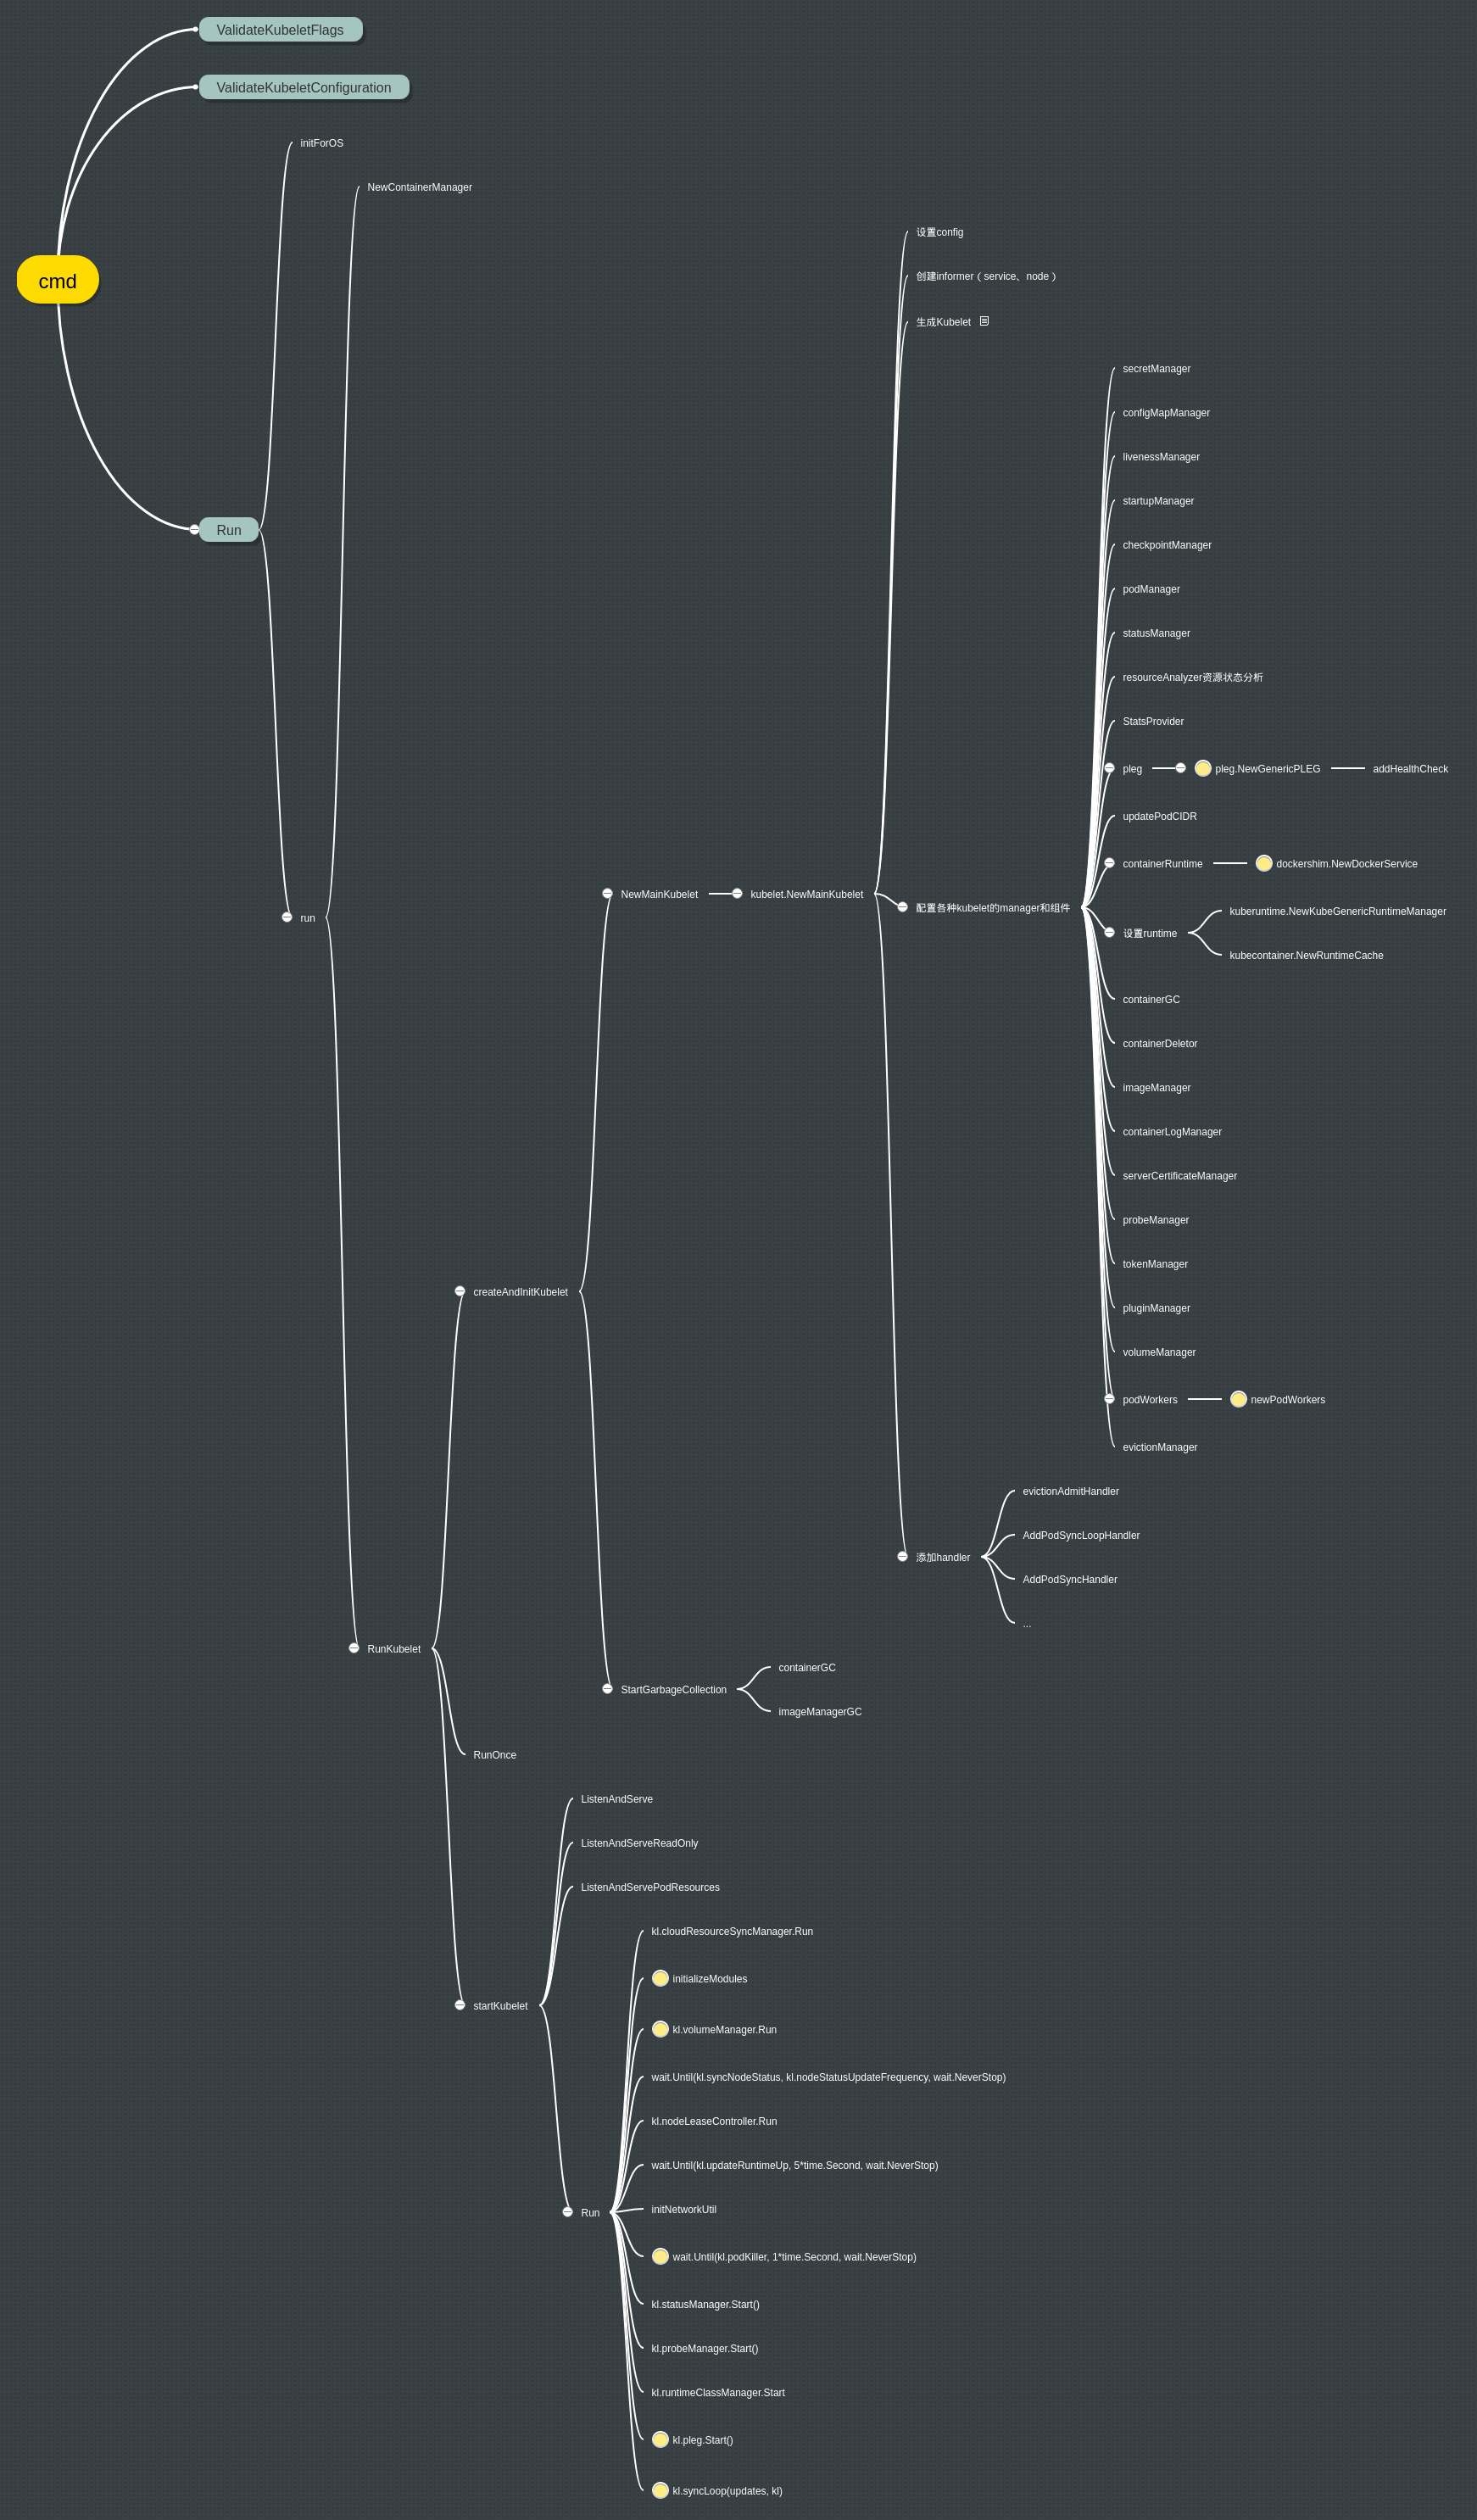 ValidateKubeletFlags
ValidateKubeletConfiguration
initForOS
NewContainerManager
设置config
cmd
创建informer（service、node）
生成Kubelet
secretManager
configMapManager
livenessManager
startupManager
Run
checkpointManager
podManager
statusManager
resourceAnalyzer资源状态分析
StatsProvider
pleg
pleg.NewGenericPLEG
addHealthCheck
updatePodCIDR
containerRuntime
dockershim.NewDockerService
NewMainKubelet
kubelet.NewMainKubelet
配置各种kubelet的manager和组件
kuberuntime.NewKubeGenericRuntimeManager
run
设置runtime
kubecontainer.NewRuntimeCache
containerGC
containerDeletor
imageManager
containerLogManager
serverCertificateManager
probeManager
tokenManager
createAndInitKubelet
pluginManager
volumeManager
podWorkers
newPodWorkers
evictionManager
evictionAdmitHandler
AddPodSyncLoopHandler
添加handler
AddPodSyncHandler
...
RunKubelet
containerGC
StartGarbageCollection
imageManagerGC
RunOnce
ListenAndServe
ListenAndServeReadOnly
ListenAndServePodResources
kl.cloudResourceSyncManager.Run
initializeModules
startKubelet
kl.volumeManager.Run
wait.Until(kl.syncNodeStatus, kl.nodeStatusUpdateFrequency, wait.NeverStop)
kl.nodeLeaseController.Run
wait.Until(kl.updateRuntimeUp, 5*time.Second, wait.NeverStop)
initNetworkUtil
Run
wait.Until(kl.podKiller, 1*time.Second, wait.NeverStop)
kl.statusManager.Start()
kl.probeManager.Start()
kl.runtimeClassManager.Start
kl.pleg.Start()
kl.syncLoop(updates, kl)